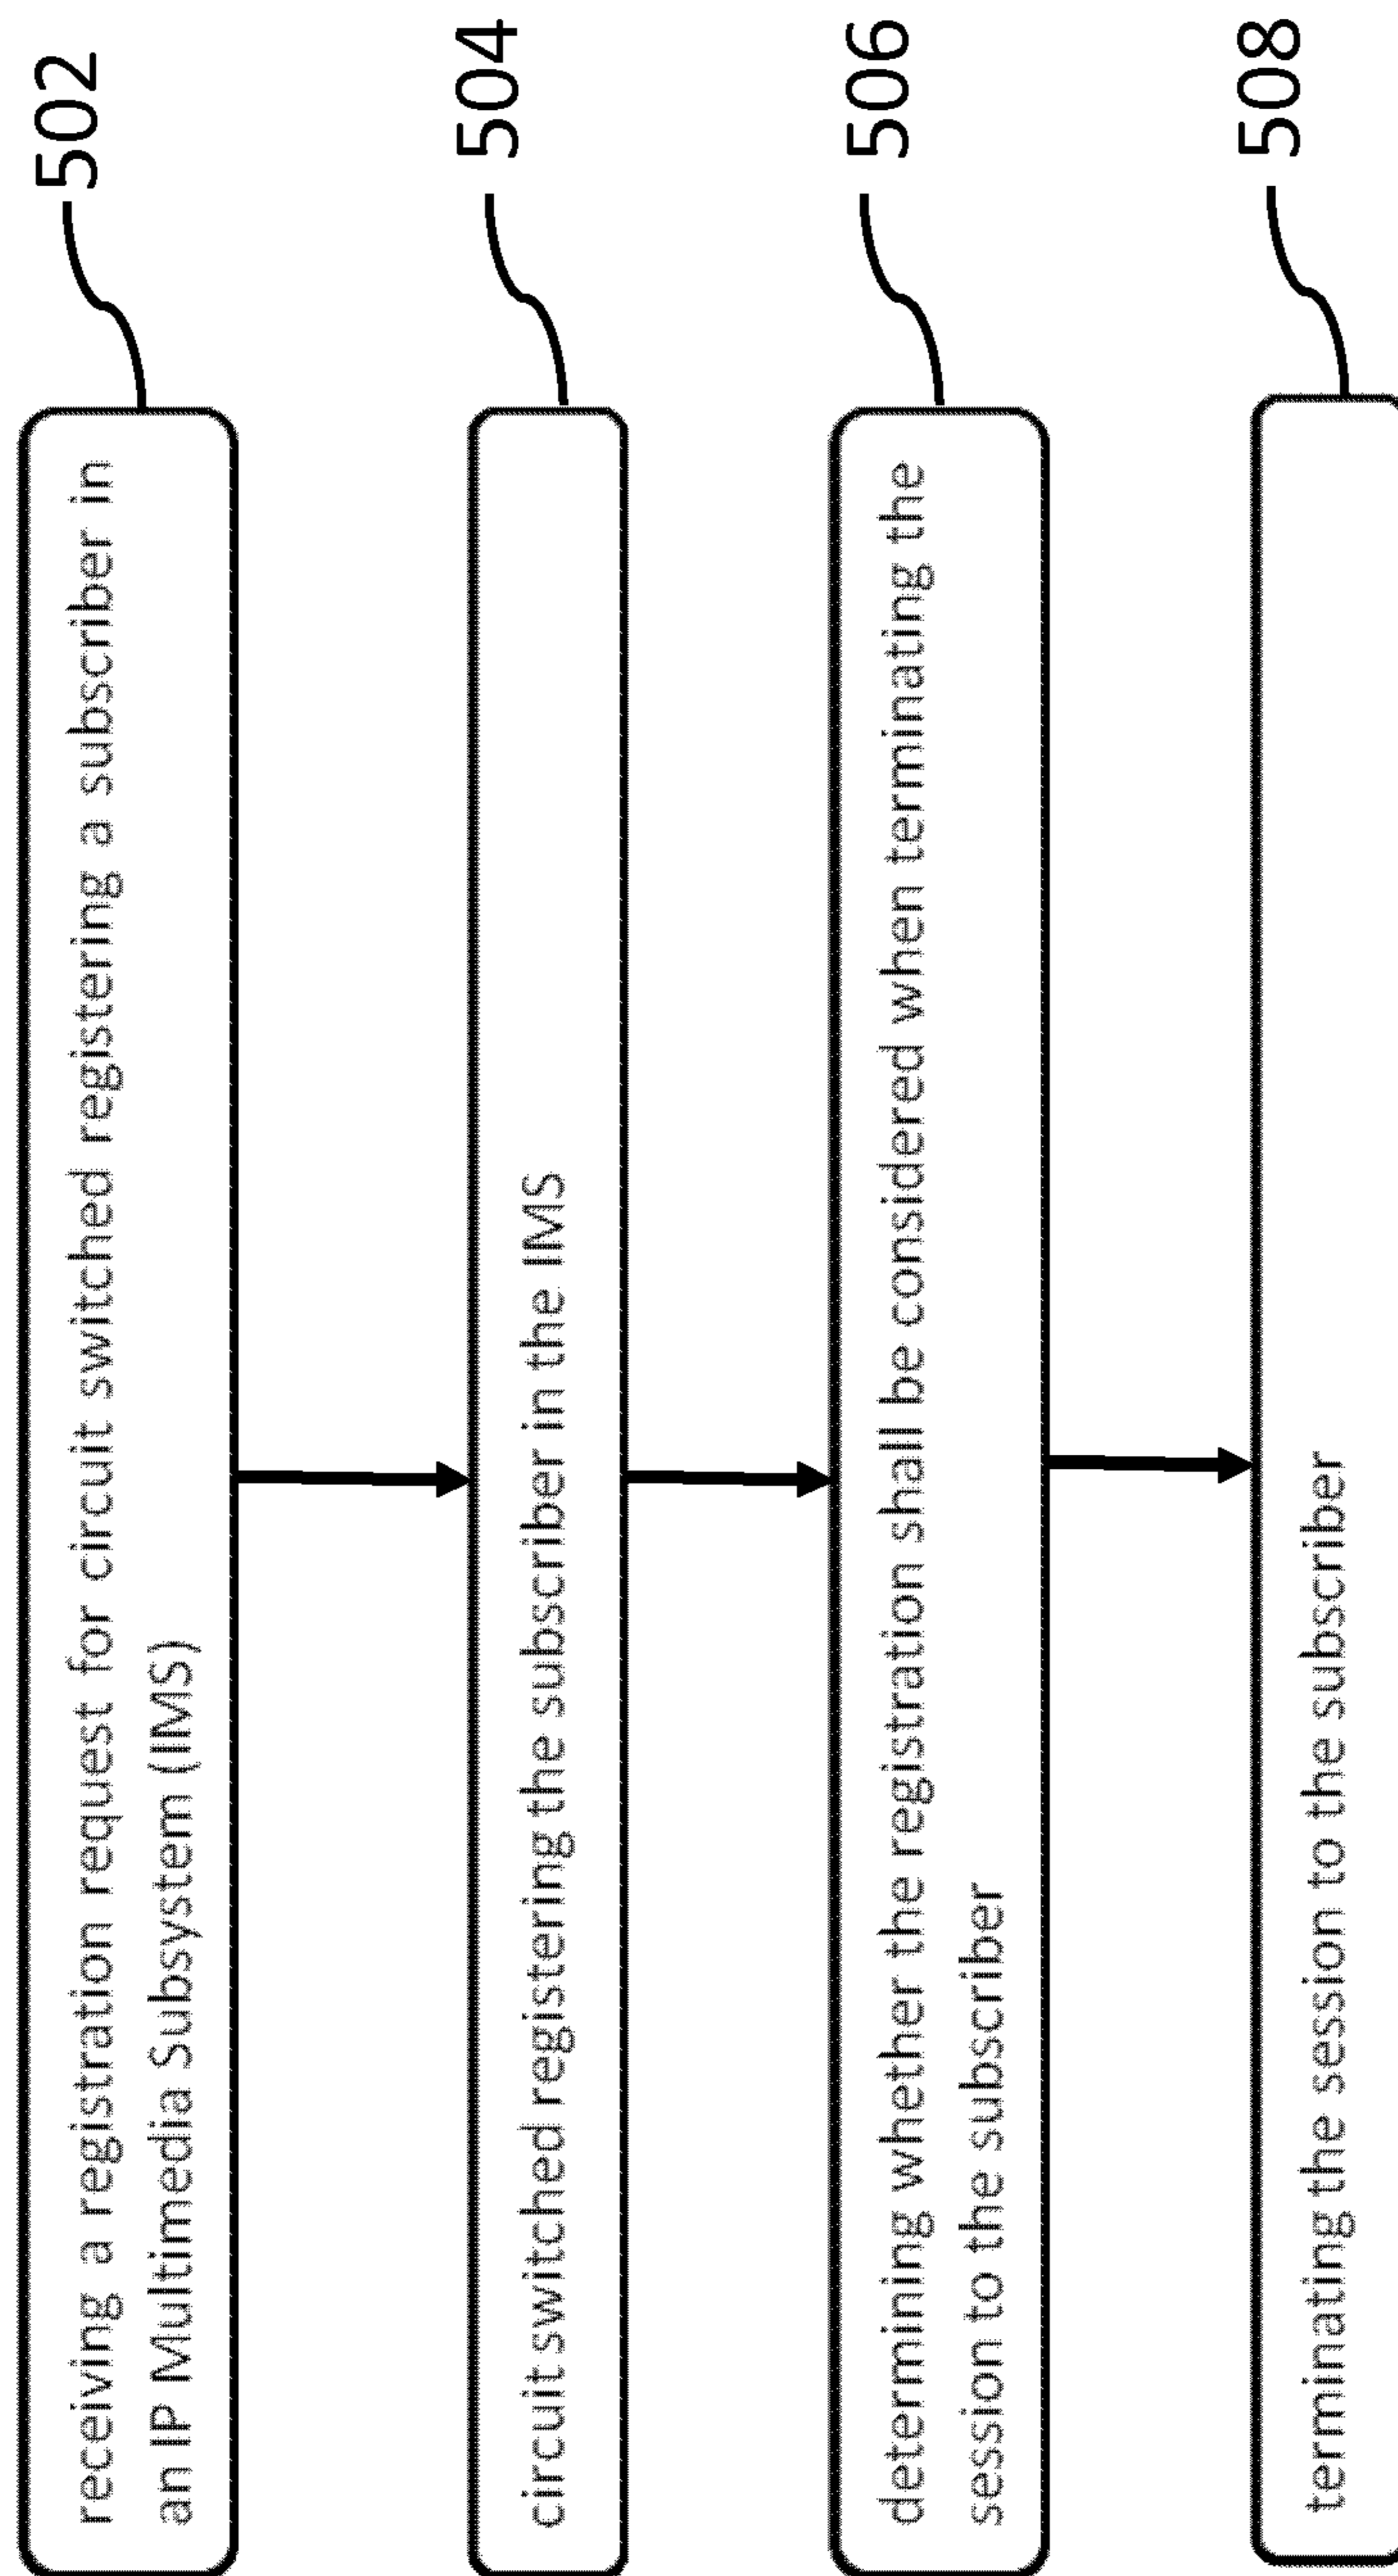 receiving a registration request for circuit switched registering a subscriber in
an IP Multimedia Subsystem (IMS)
502
circuit switched registering the subscriber in the IMS
504
determining whether the registration shall be considered when terminating the
session to the subscriber
506
terminating the session to the subscriber
508